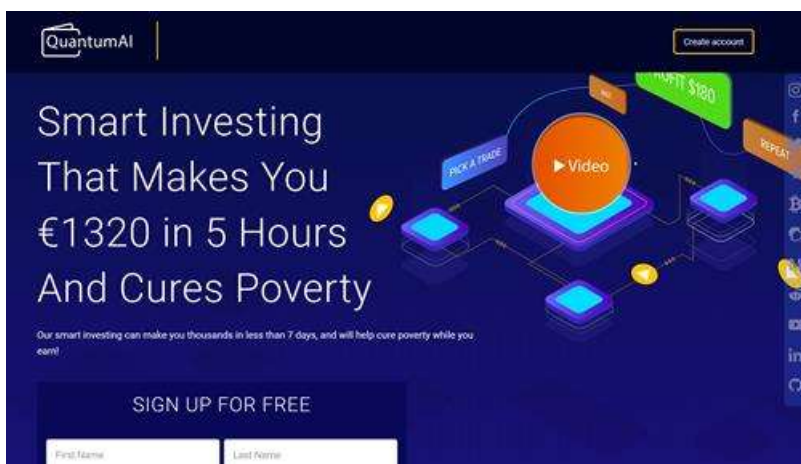 QuantumAI
Create account
Smart Investing
That Makes You
€1320 in 5 Hours
And Cures Poverty
Our smart investing can make you thousands in less than 7 days, and will help cure poverty while you
earn!
PROFIT $180
PICK A TRADE
Video
REPEAT
SIGN UP FOR FREE
First Name
Last Name